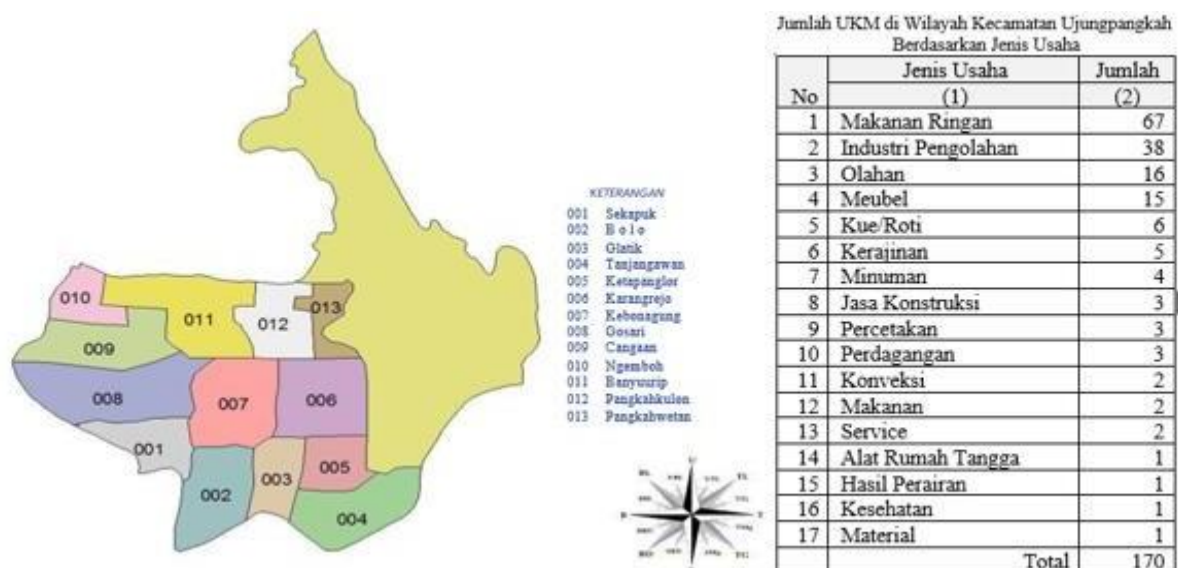 010
011
012
013
009
008
007
006
001
002
003
005
004
KETERANGAN
001 Sekapuk
002 B o l o
003 Glatik
004 Tanjangawan
005 Ketapanglor
006 Karangrejo
007 Kebonagung
008 Gosari
009 Cangaan
010 Ngemboh
011 Banyuurip
012 Pangkahkulon
013 Pangkahwetan
Jumlah UKM di Wilayah Kecamatan Ujungpangkah
Berdasarkan Jenis Usaha
No Jenis Usaha Jumlah
(1) (2)
1 Makanan Ringan 67
2 Industri Pengolahan 38
3 Olahan 16
4 Meubel 15
5 Kue/Roti 6
6 Kerajinan 5
7 Minuman 4
8 Jasa Konstruksi 3
9 Percetakan 3
10 Perdagangan 3
11 Konveksi 2
12 Makanan 2
13 Service 2
14 Alat Rumah Tangga 1
15 Hasil Perairan 1
16 Kesehatan 1
17 Material 1
Total 170